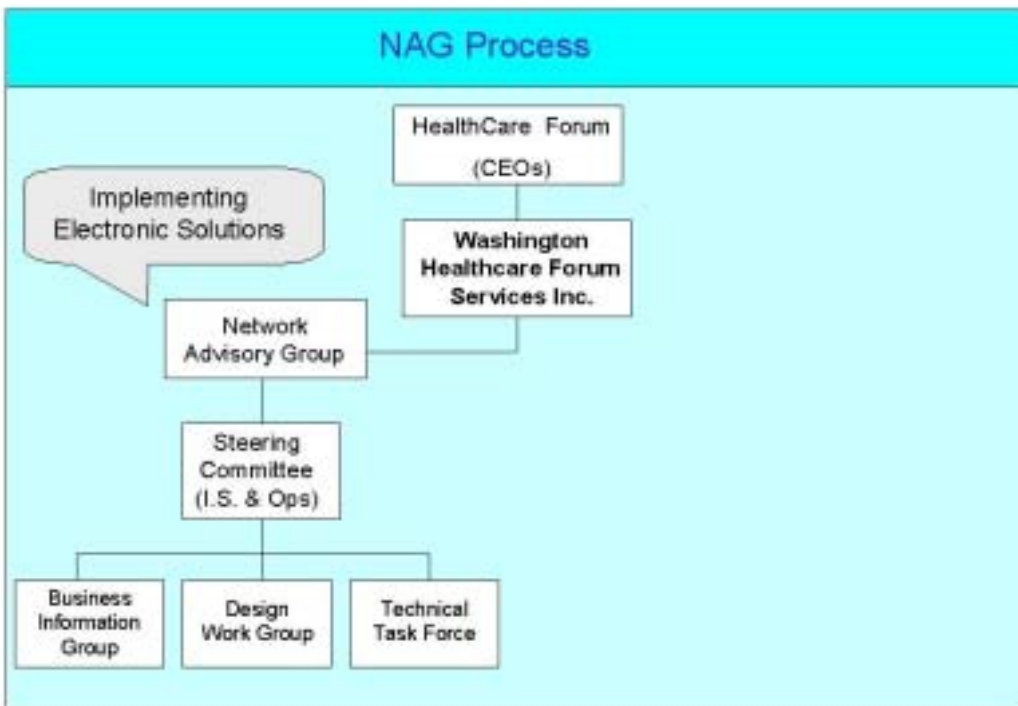 NAG Process
HealthCare Forum
(CEOs)
Implementing
Electronic Solutions
Washington
Healthcare Forum
Services Inc.
Network
Advisory Group
Steering
Committee
(I.S. & Ops)
Business
Information
Group
Design
Work Group
Technical
Task Force